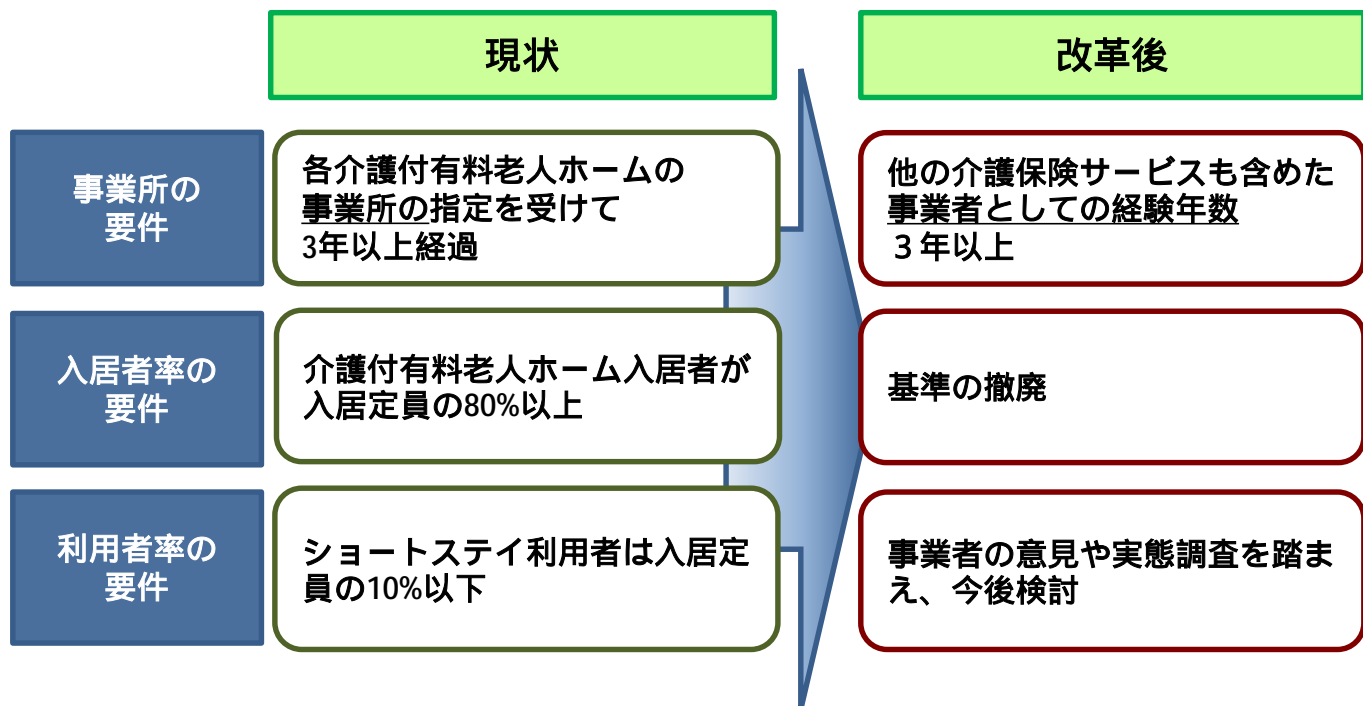 現状
改革後
事業所の
要件
各介護付有料老人ホームの
事業所の指定を受けて
3年以上経過
他の介護保険サービスも含めた
事業者としての経験年数
３年以上
入居者率の
要件
介護付有料老人ホーム入居者が
入居定員の80%以上
基準の撤廃
利用者率の
要件
ショートステイ利用者は入居定
員の10%以下
事業者の意見や実態調査を踏ま
え、今後検討